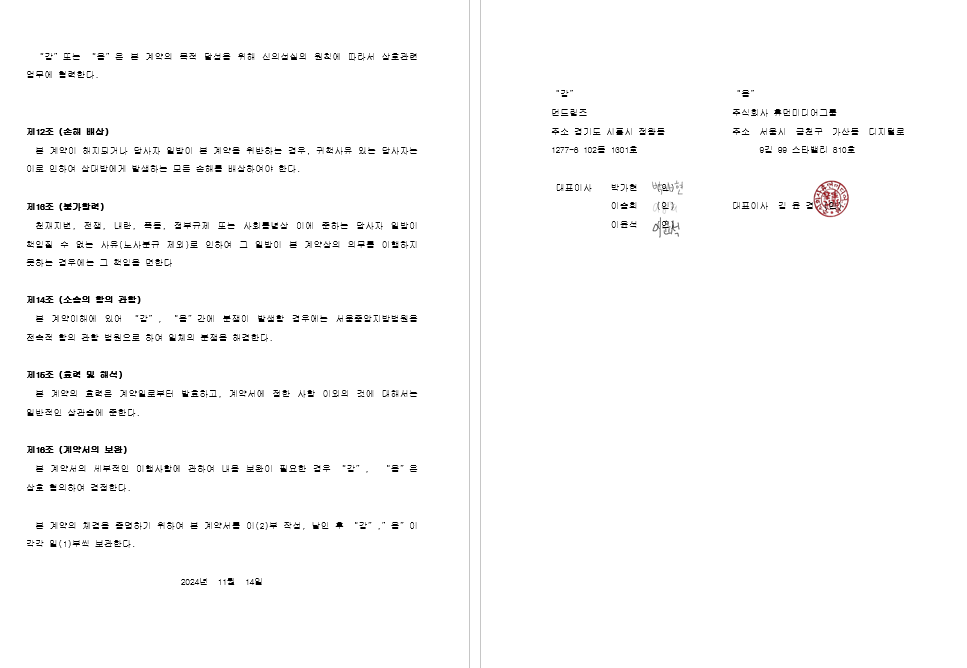 "갑" 또는 "을" 은 본 계약의 목적 달성을 위해 신의성실의 원칙에 따라서 상호관련
업무에 협력한다.
제12조 (손해 배상)
본 계약이 해지되거나 당사자 일방이 본 계약을 위반하는 경우, 귀책사유 있는 당사자는
이로 인하여 상대방에게 발생하는 모든 손해를 배상하여야 한다.
제13조 (불가항력)
천재지변, 전쟁, 내란, 폭동, 정부규제 또는 사회통념상 이에 준하는 당사자 일방이
책임질 수 없는 사유(노사분규 제외)로 인하여 그 일방이 본 계약상의 의무를 이행하지
못하는 경우에는 그 책임을 면한다
제14조 (소송의 합의 관할)
본 계약이해에 있어 "갑" , "을" 간에 분쟁이 발생할 경우에는 서울중앙지방법원을
전속적 합의 관할 법원으로 하여 일체의 분쟁을 해결한다.
제15조 (효력 및 해석)
본 계약의 효력은 계약일로부터 발효하고, 계약서에 정한 사항 이외의 것에 대해서는
일반적인 상관습에 준한다.
제16조 (계약서의 보완)
본 계약서의 세부적인 이행사항에 관하여 내용 보완이 필요한 경우 "갑" , "을" 은
상호 협의하여 결정한다.
본 계약의 체결을 증명하기 위하여 본 계약서를 이(2)부 작성, 날인 후 "갑" ," 을" 이
각각 일(1)부씩 보관한다.
2024년 11월 14일
"갑"
먼드림즈
주소 경기도 시흥시 정왕동
1277-6 102동 1301호
대표이사 박가현 (인)
이승희 (인)
이윤석 (인)
"을"
주식회사 휴먼미디어그룹
주소 서울시 금천구 가산동 디지털로
9길 99 스타밸리 810호
대표이사 김 윤 겸